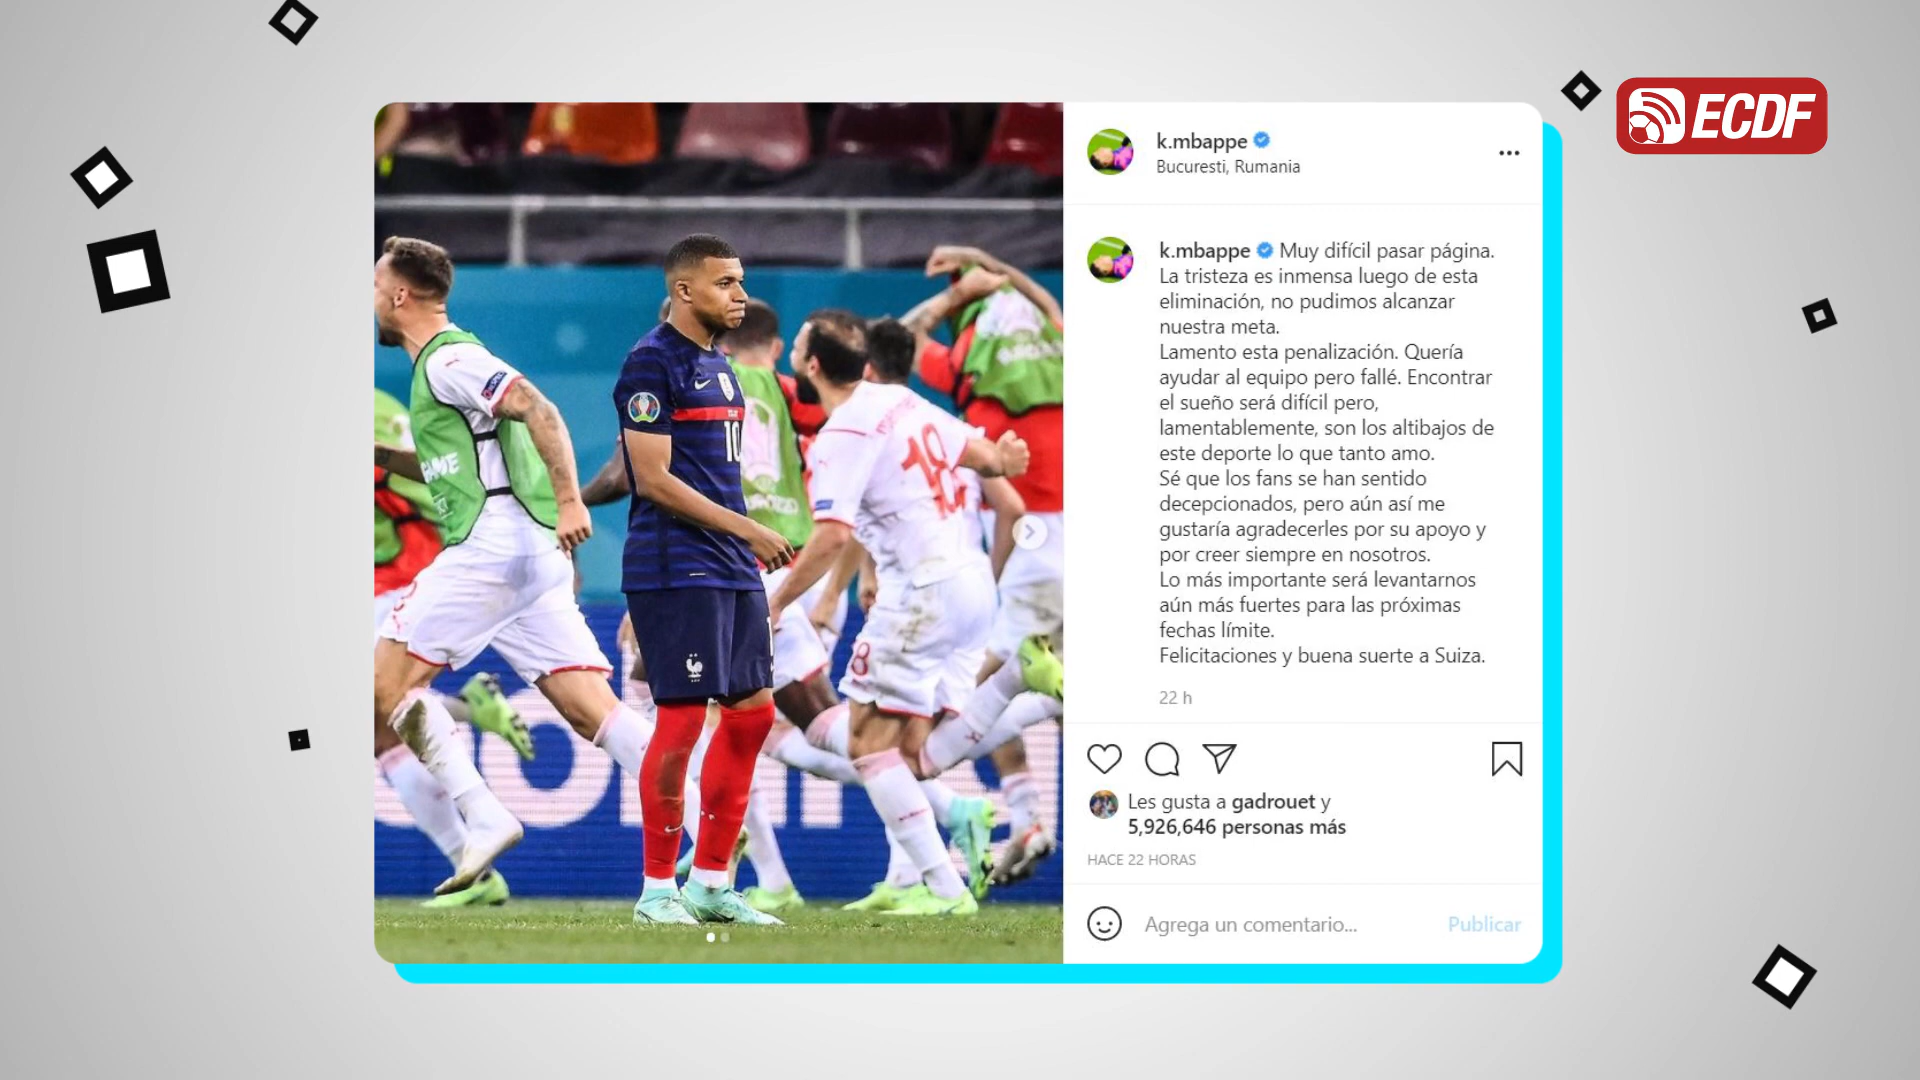 ECDF
k.mbappe
Bucuresti, Rumania
k.mbappe Muy difícil pasar página.
La tristeza es inmensa luego de esta
eliminación, no pudimos alcanzar
nuestra meta.
Lamento esta penalización. Quería
ayudar al equipo pero fallé. Encontrar
el sueño será difícil pero,
lamentablemente, son los altibajos de
este deporte lo que tanto amo.
Sé que los fans se han sentido
decepcionados, pero aún así me
gustaría agradecerles por su apoyo y
por creer siempre en nosotros.
Lo más importante será levantarnos
aún más fuertes para las próximas
fechas límite.
Felicitaciones y buena suerte a Suiza.
22 h
Les gusta a gadrouet y
5,926,646 personas más
HACE 22 HORAS
Agrega un comentario...
Publicar
10
18
8